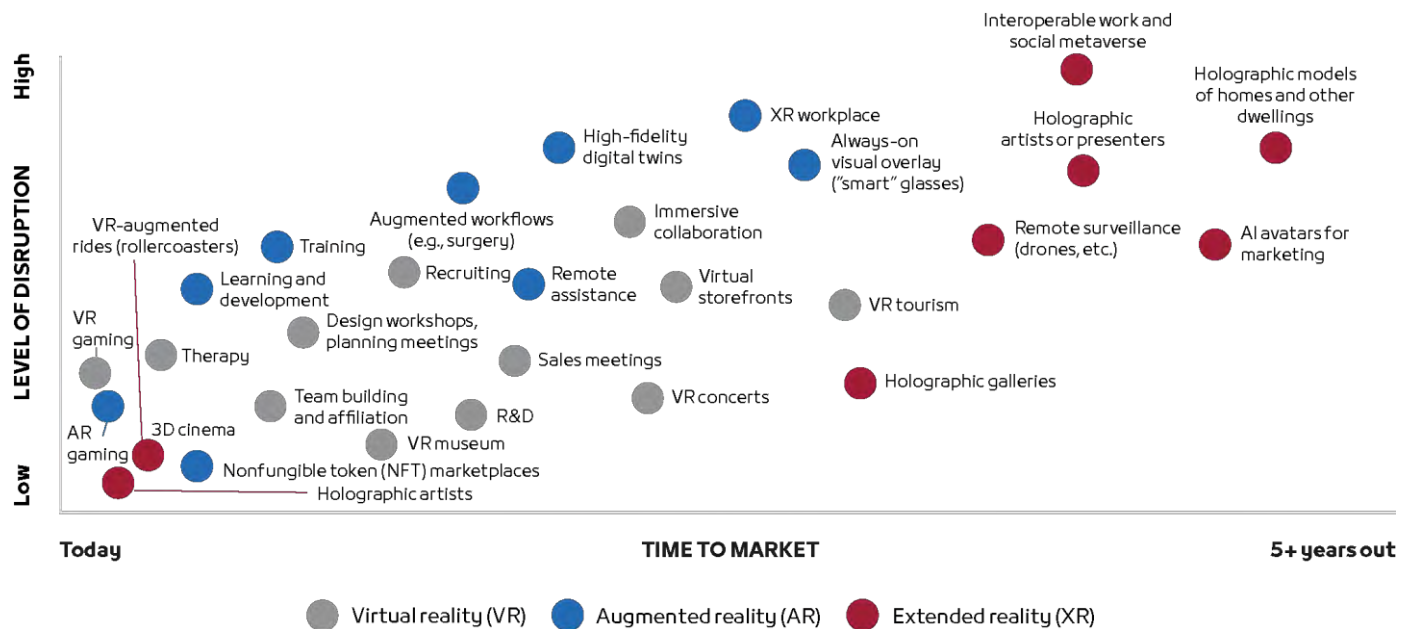 Interoperable work and
social metaverse
High
Holographic models
of homes and other
dwellings
XR workplace
Holographic
artists or presenters
High-fidelity
digital twins
Always-on
visual overlay
("smart" glasses)
LEVEL OF DISRUPTION
VR-augmented
rides (rollercoasters)
Augmented workflows
(e.g., surgery)
Immersive
collaboration
Training
Remote surveillance
(drones, etc.)
AI avatars for
marketing
Learning and
development
Recruiting
Remote
assistance
Virtual
storefronts
VR tourism
VR
gaming
Design workshops,
planning meetings
Therapy
Sales meetings
Holographic galleries
Team building
and affiliation
VR concerts
R&D
AR
gaming
3D cinema
VR museum
Low
Nonfungible token (NFT) marketplaces
Holographic artists
Today
TIME TO MARKET
5+ years out
Virtual reality (VR)
Augmented reality (AR)
Extended reality (XR)